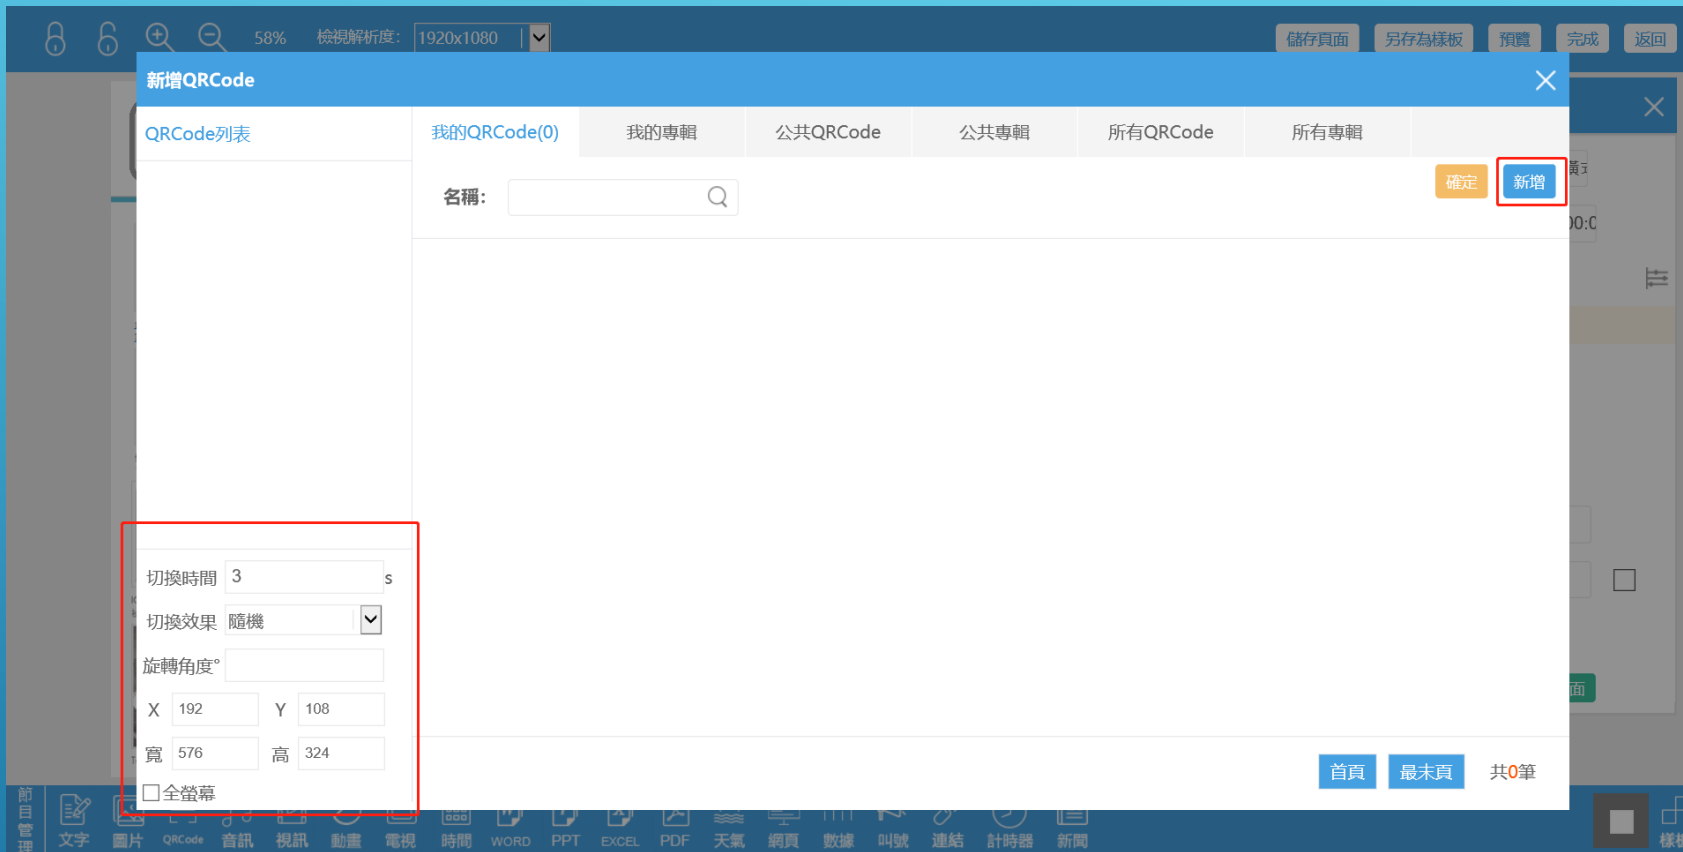 58% 檢視解析度: 1920x1080 儲存頁面 另存為樣板 預覽 完成 返回
新增QRCode
QRCode列表 我的QRCode(0) 我的專輯 公共QRCode 公共專輯 所有QRCode 所有專輯
名稱: 確定 新增
00:0
切換時間 3 s
切換效果 隨機
旋轉角度°
X 192 Y 108
面
寬 576 高 324
首頁 最末頁 共0筆
全螢幕
節目管理
文字 圖片 QRCode 音訊 視訊 動畫 電視 時間 WORD PPT EXCEL PDF 天氣 網頁 數據 叫號 連結 計時器 新聞